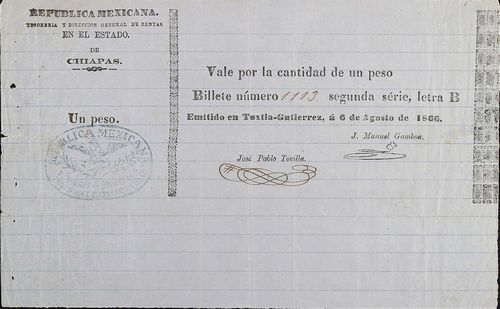 REPUBLICA MEXICANA.
TESORERIA Y DIRECCION GENERAL DE RENTAS
EN EL ESTADO.
DE
CHIAPAS.
Un peso.
REPUBLICA MEXICANA
Vale por la cantidad de un peso
Billete número 1113 segunda série, letra B
Emitido en Tuxtla-Gutierrez, á 6 de Agosto de 1866.
J. Manuel Gamboa.
José Pablo Tovilla.